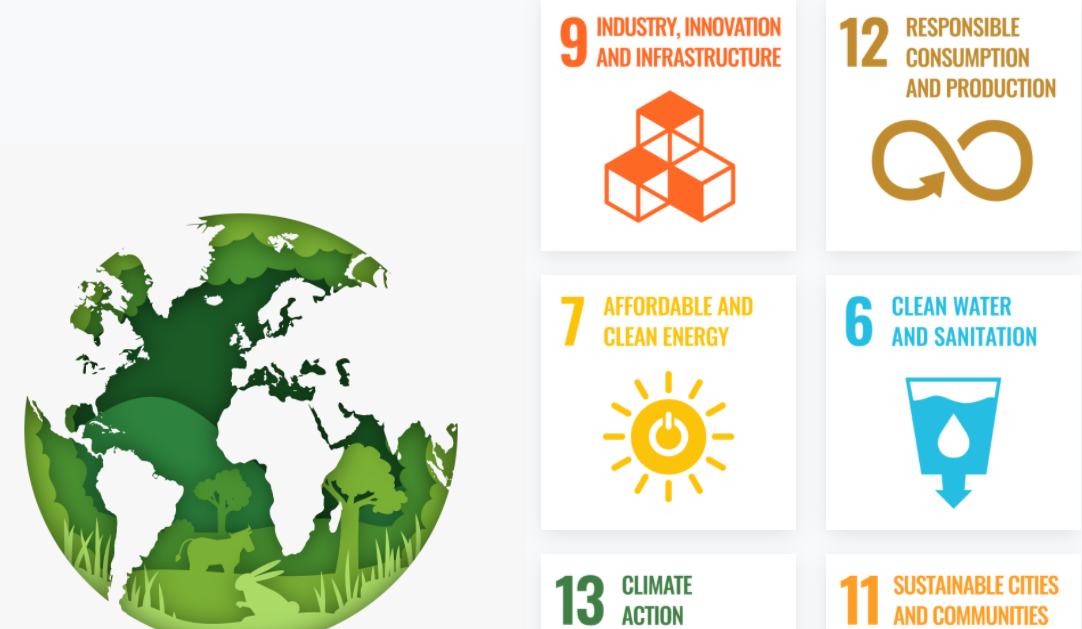 9 INDUSTRY, INNOVATION
AND INFRASTRUCTURE
12 RESPONSIBLE
CONSUMPTION
AND PRODUCTION
7 AFFORDABLE AND
CLEAN ENERGY
6 CLEAN WATER
AND SANITATION
13 CLIMATE
ACTION
11 SUSTAINABLE CITIES
AND COMMUNITIES